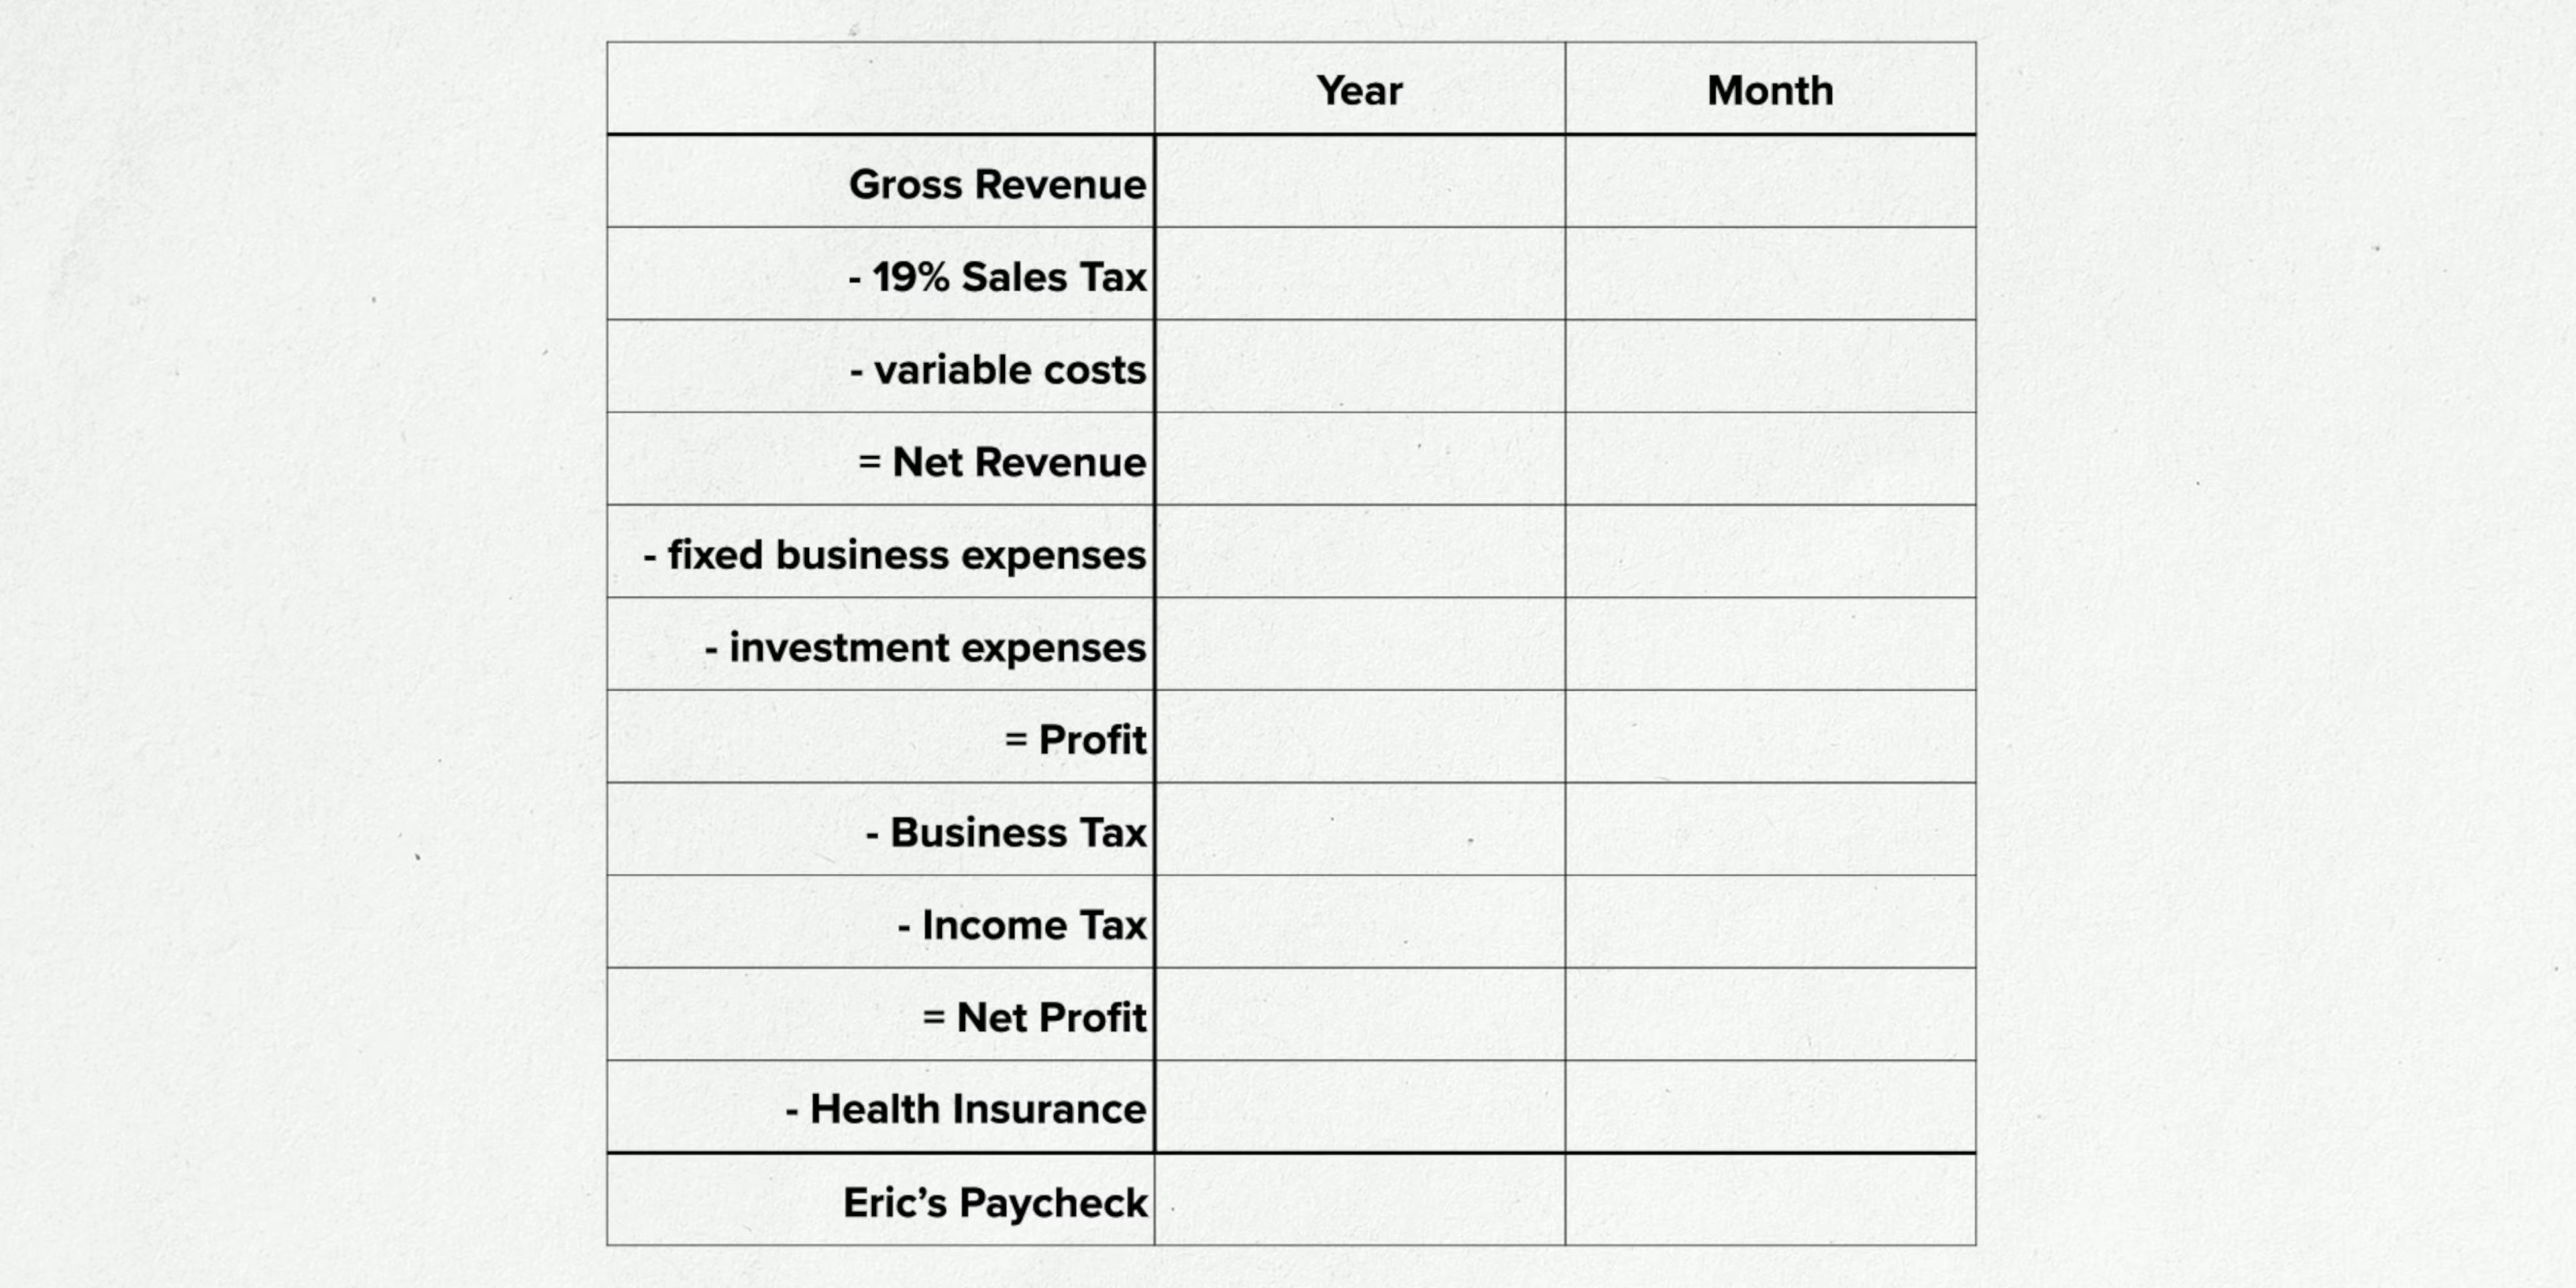 Year Month
Gross Revenue
- 19% Sales Tax
- variable costs
= Net Revenue
- fixed business expenses
- investment expenses
= Profit
- Business Tax
- Income Tax
= Net Profit
- Health Insurance
Eric’s Paycheck